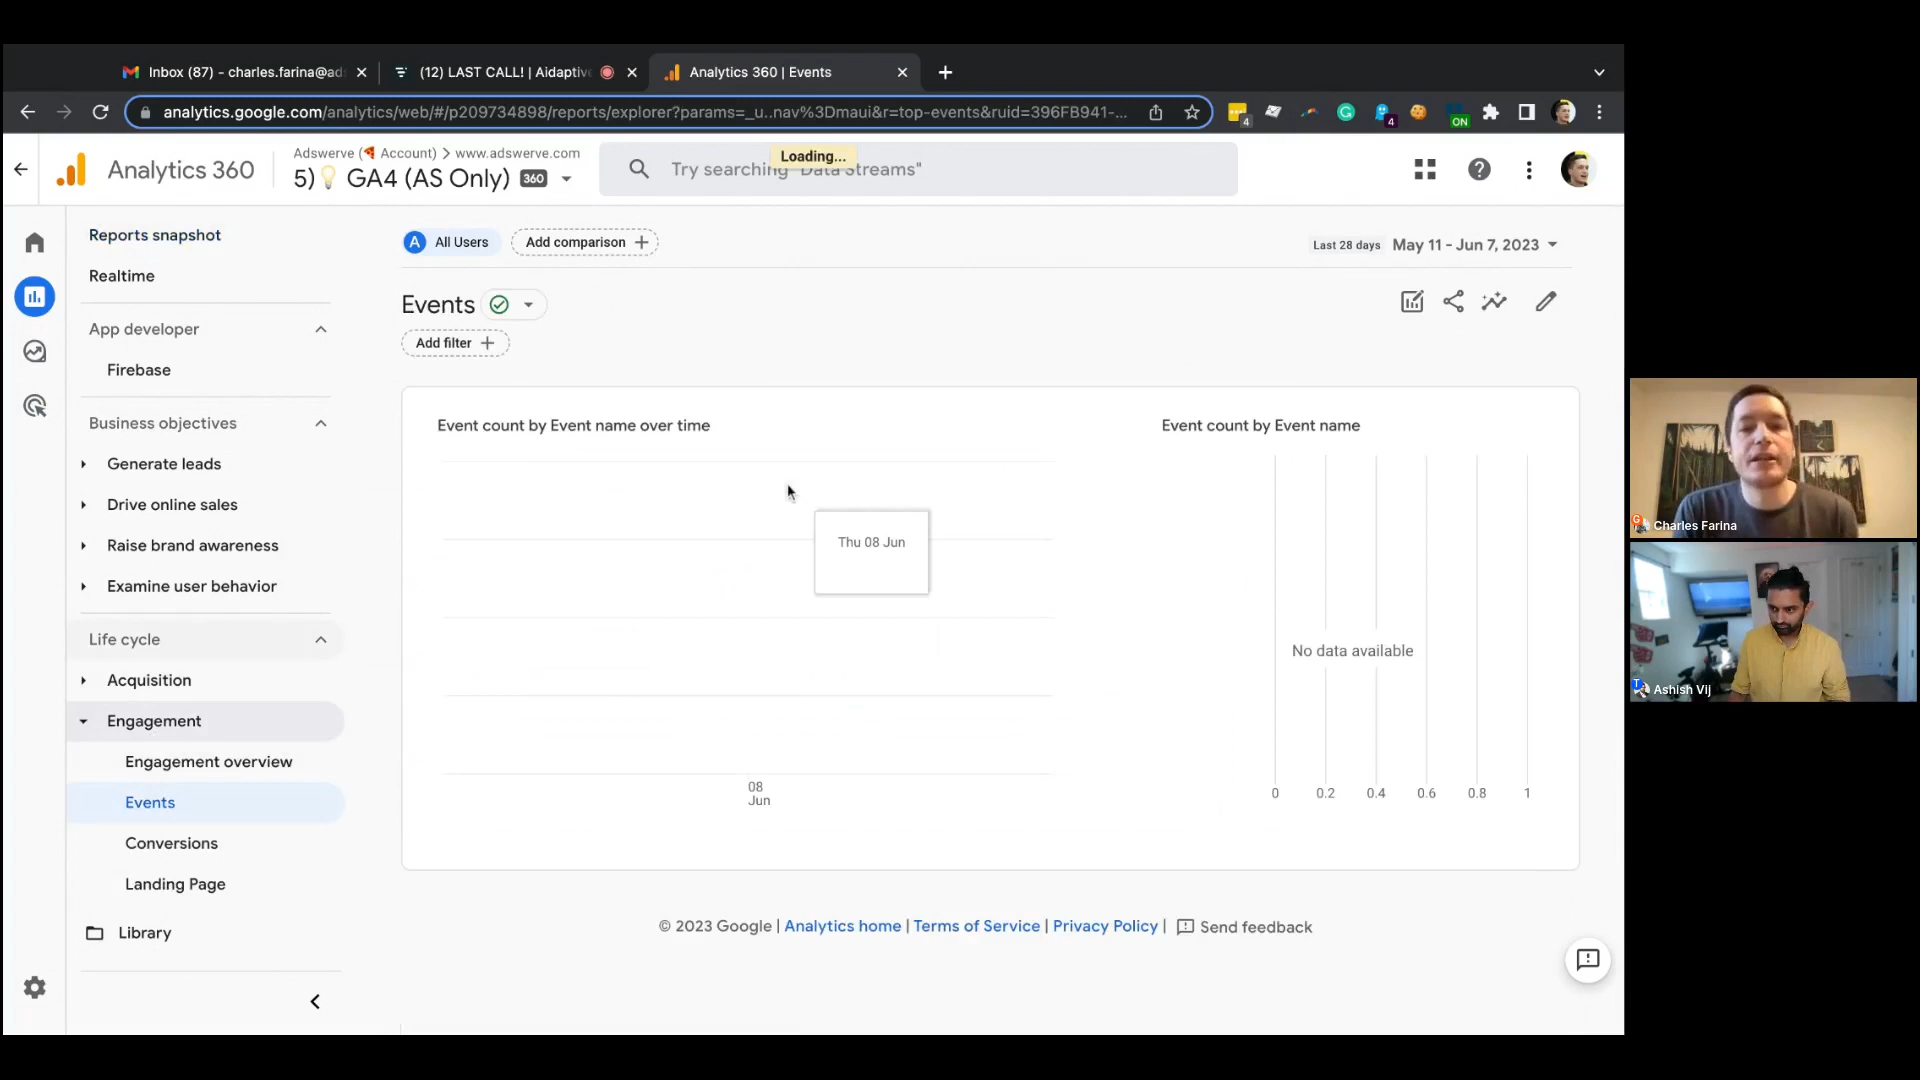 Inbox (87) - charles.farina@ad
(12) LAST CALL! | Aidaptiv
Analytics 360 | Events
analytics.google.com/analytics/web/#/p209734898/reports/explorer?params=_u..nav%3Dmaui&r=top-events&ruid=396FB941-...
4
4
ON
Analytics 360
Adswerve ( Account) > www.adswerve.com
5) GA4 (AS Only) 360
Loading...
Try searching "Data Streams"
Reports snapshot
Realtime
App developer
Firebase
Business objectives
Generate leads
Drive online sales
Raise brand awareness
Examine user behavior
Life cycle
Acquisition
Engagement
Engagement overview
Events
Conversions
Landing Page
Library
A All Users
Add comparison +
Last 28 days May 11 - Jun 7, 2023
Events
Add filter +
Event count by Event name over time
Thu 08 Jun
08
Jun
Event count by Event name
No data available
0 0.2 0.4 0.6 0.8 1
© 2023 Google | Analytics home | Terms of Service | Privacy Policy | Send feedback
G Charles Farina
T Ashish Vij